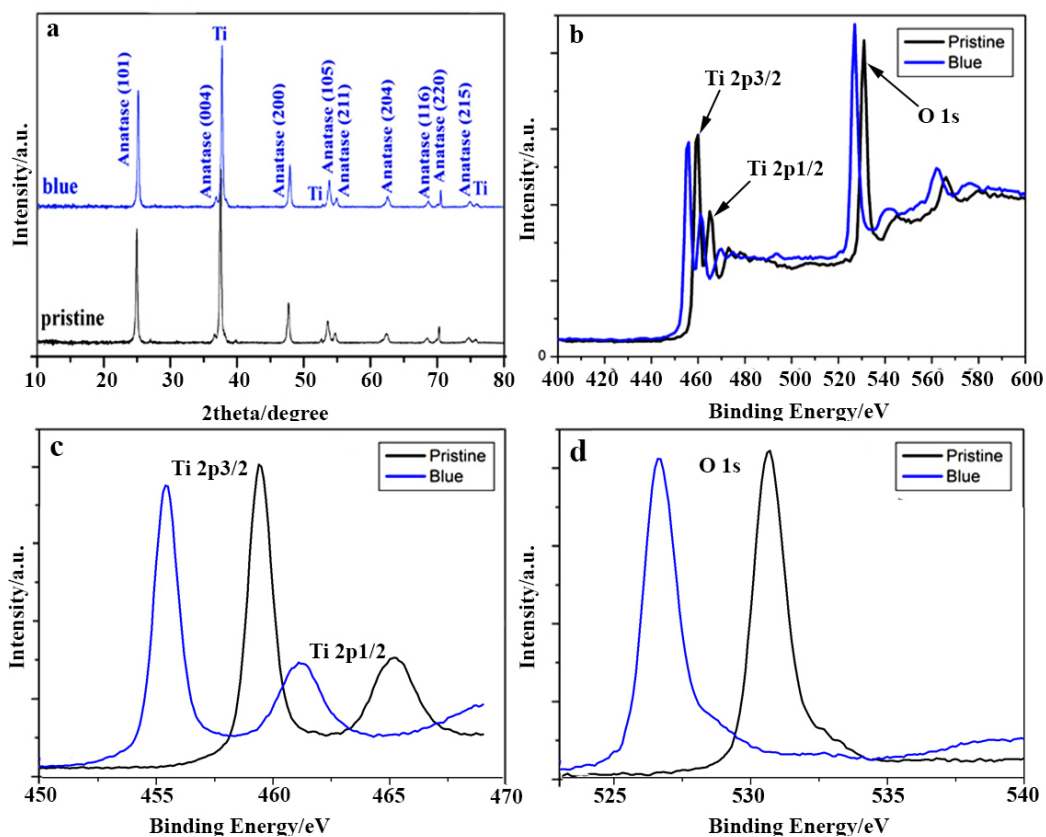 a
Ti
Anatase (101)
Anatase (004)
Anatase (200)
Anatase (105)
Anatase (211)
Anatase (204)
Anatase (116)
Anatase (220)
Anatase (215)
blue
Ti
Ti
pristine
Intensity/a.u.
10 20 30 40 50 60 70 80
2theta/degree
b
Pristine
Blue
Ti 2p3/2
O 1s
Ti 2p1/2
Intensity/a.u.
0
400 420 440 460 480 500 520 540 560 580 600
Binding Energy/eV
c
Ti 2p3/2
Pristine
Blue
Ti 2p1/2
Intensity/a.u.
450 455 460 465 470
Binding Energy/eV
d
O 1s
Pristine
Blue
Intensity/a.u.
525 530 535 540
Binding Energy/eV